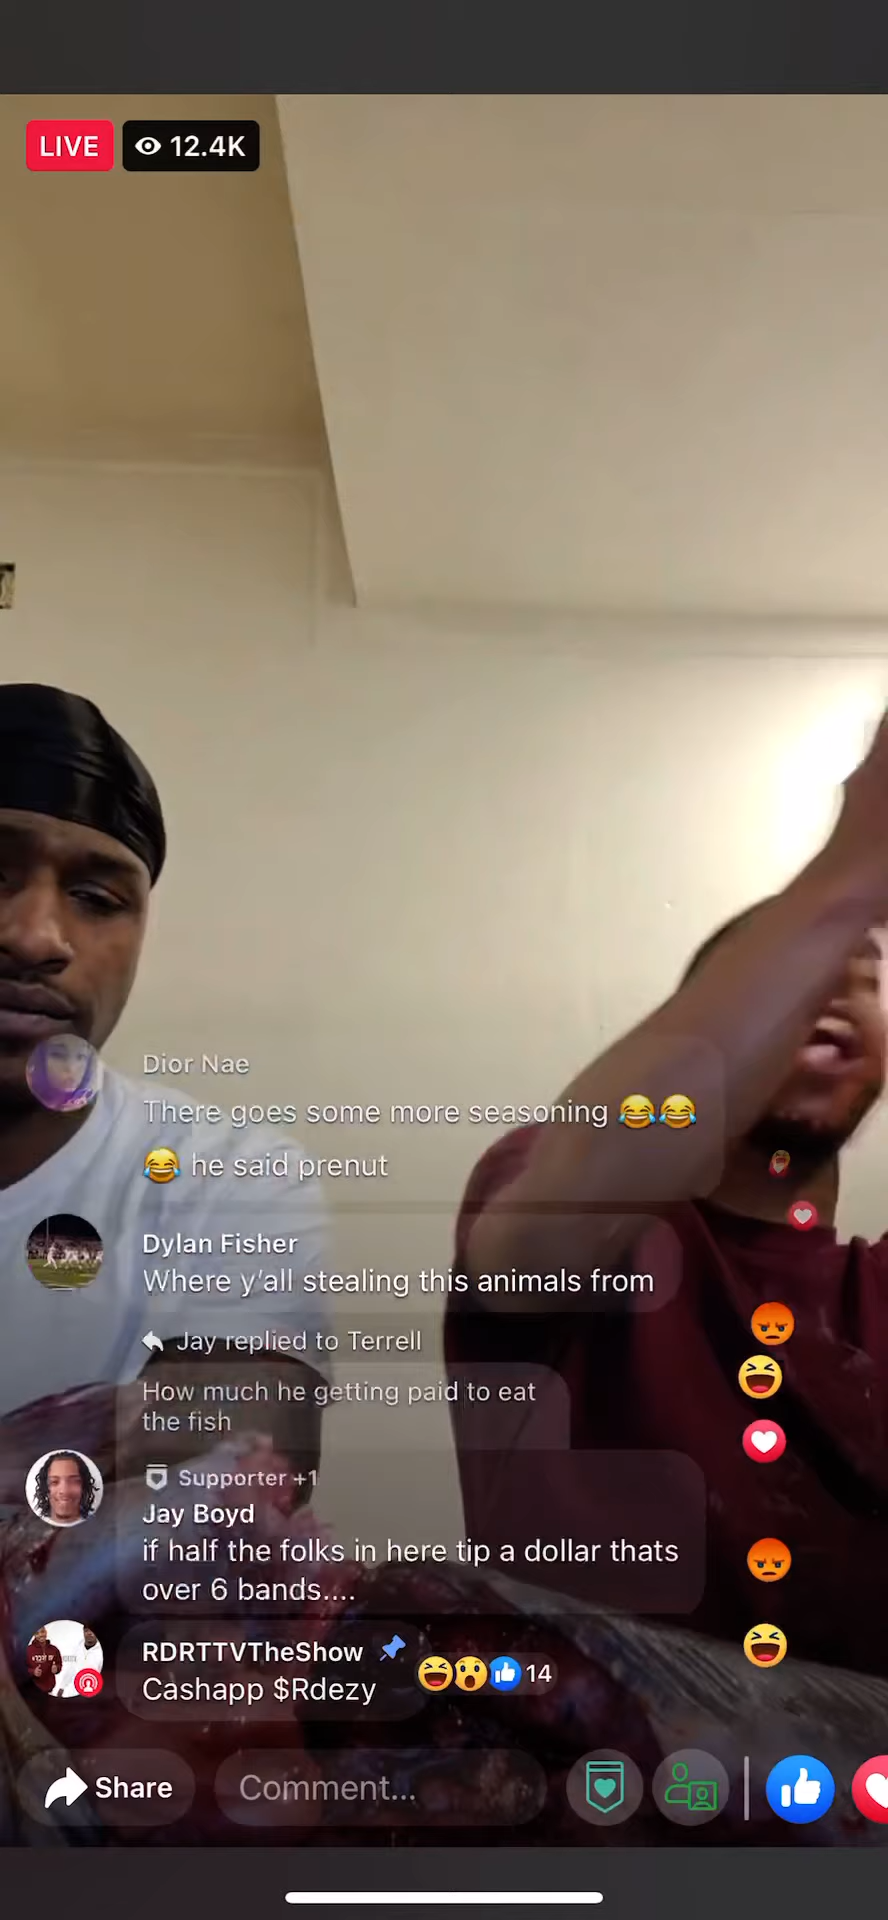 LIVE 12.4K
Dior Nae
There goes some more seasoning 😂😂
😂 he said prenut
Dylan Fisher
Where y'all stealing this animals from
Jay replied to Terrell
How much he getting paid to eat
the fish
Supporter +1
Jay Boyd
if half the folks in here tip a dollar thats
over 6 bands....
RDRTTVTheShow
Cashapp $Rdezy
14
Share Comment...